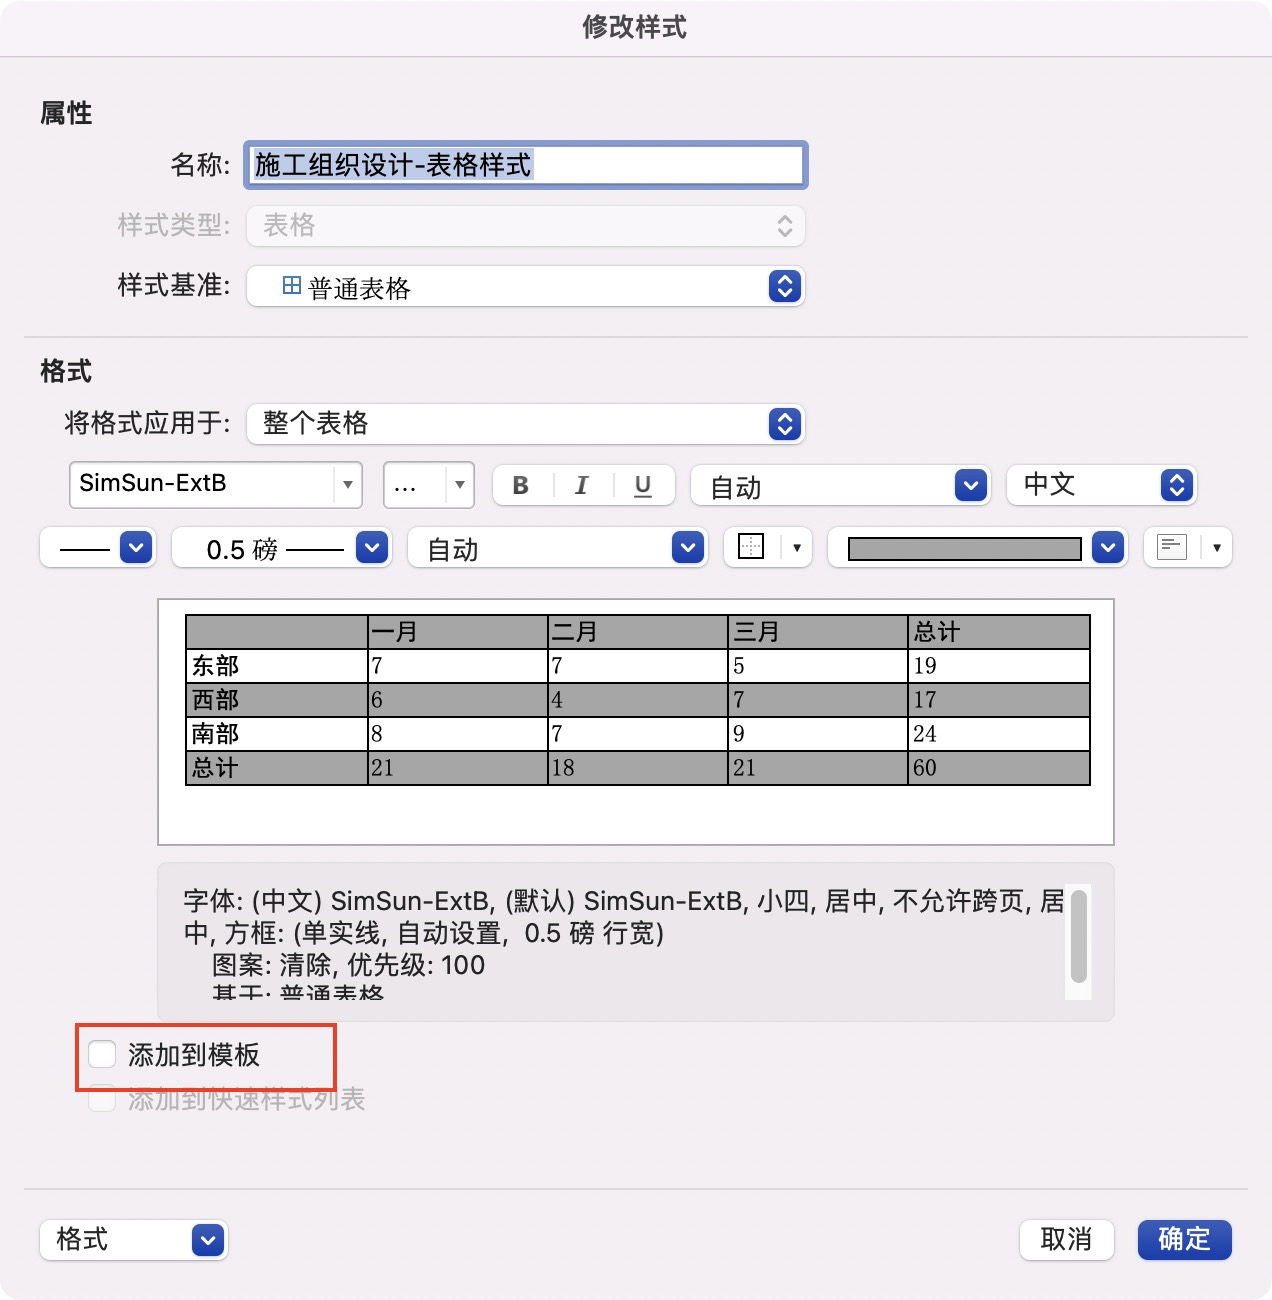 修改样式
属性
名称: 施工组织设计-表格样式
样式类型: 表格
样式基准: 普通表格
格式
将格式应用于: 整个表格
SimSun-ExtB ... B I U 自动 中文
0.5 磅 自动
一月 二月 三月 总计
东部 7 7 5 19
西部 6 4 7 17
南部 8 7 9 24
总计 21 18 21 60
字体: (中文) SimSun-ExtB, (默认) SimSun-ExtB, 小四, 居中, 不允许跨页, 居
中, 方框: (单实线, 自动设置,  0.5 磅 行宽)
图案: 清除, 优先级: 100
基于: 普通表格
添加到模板
添加到快速样式列表
格式 取消 确定